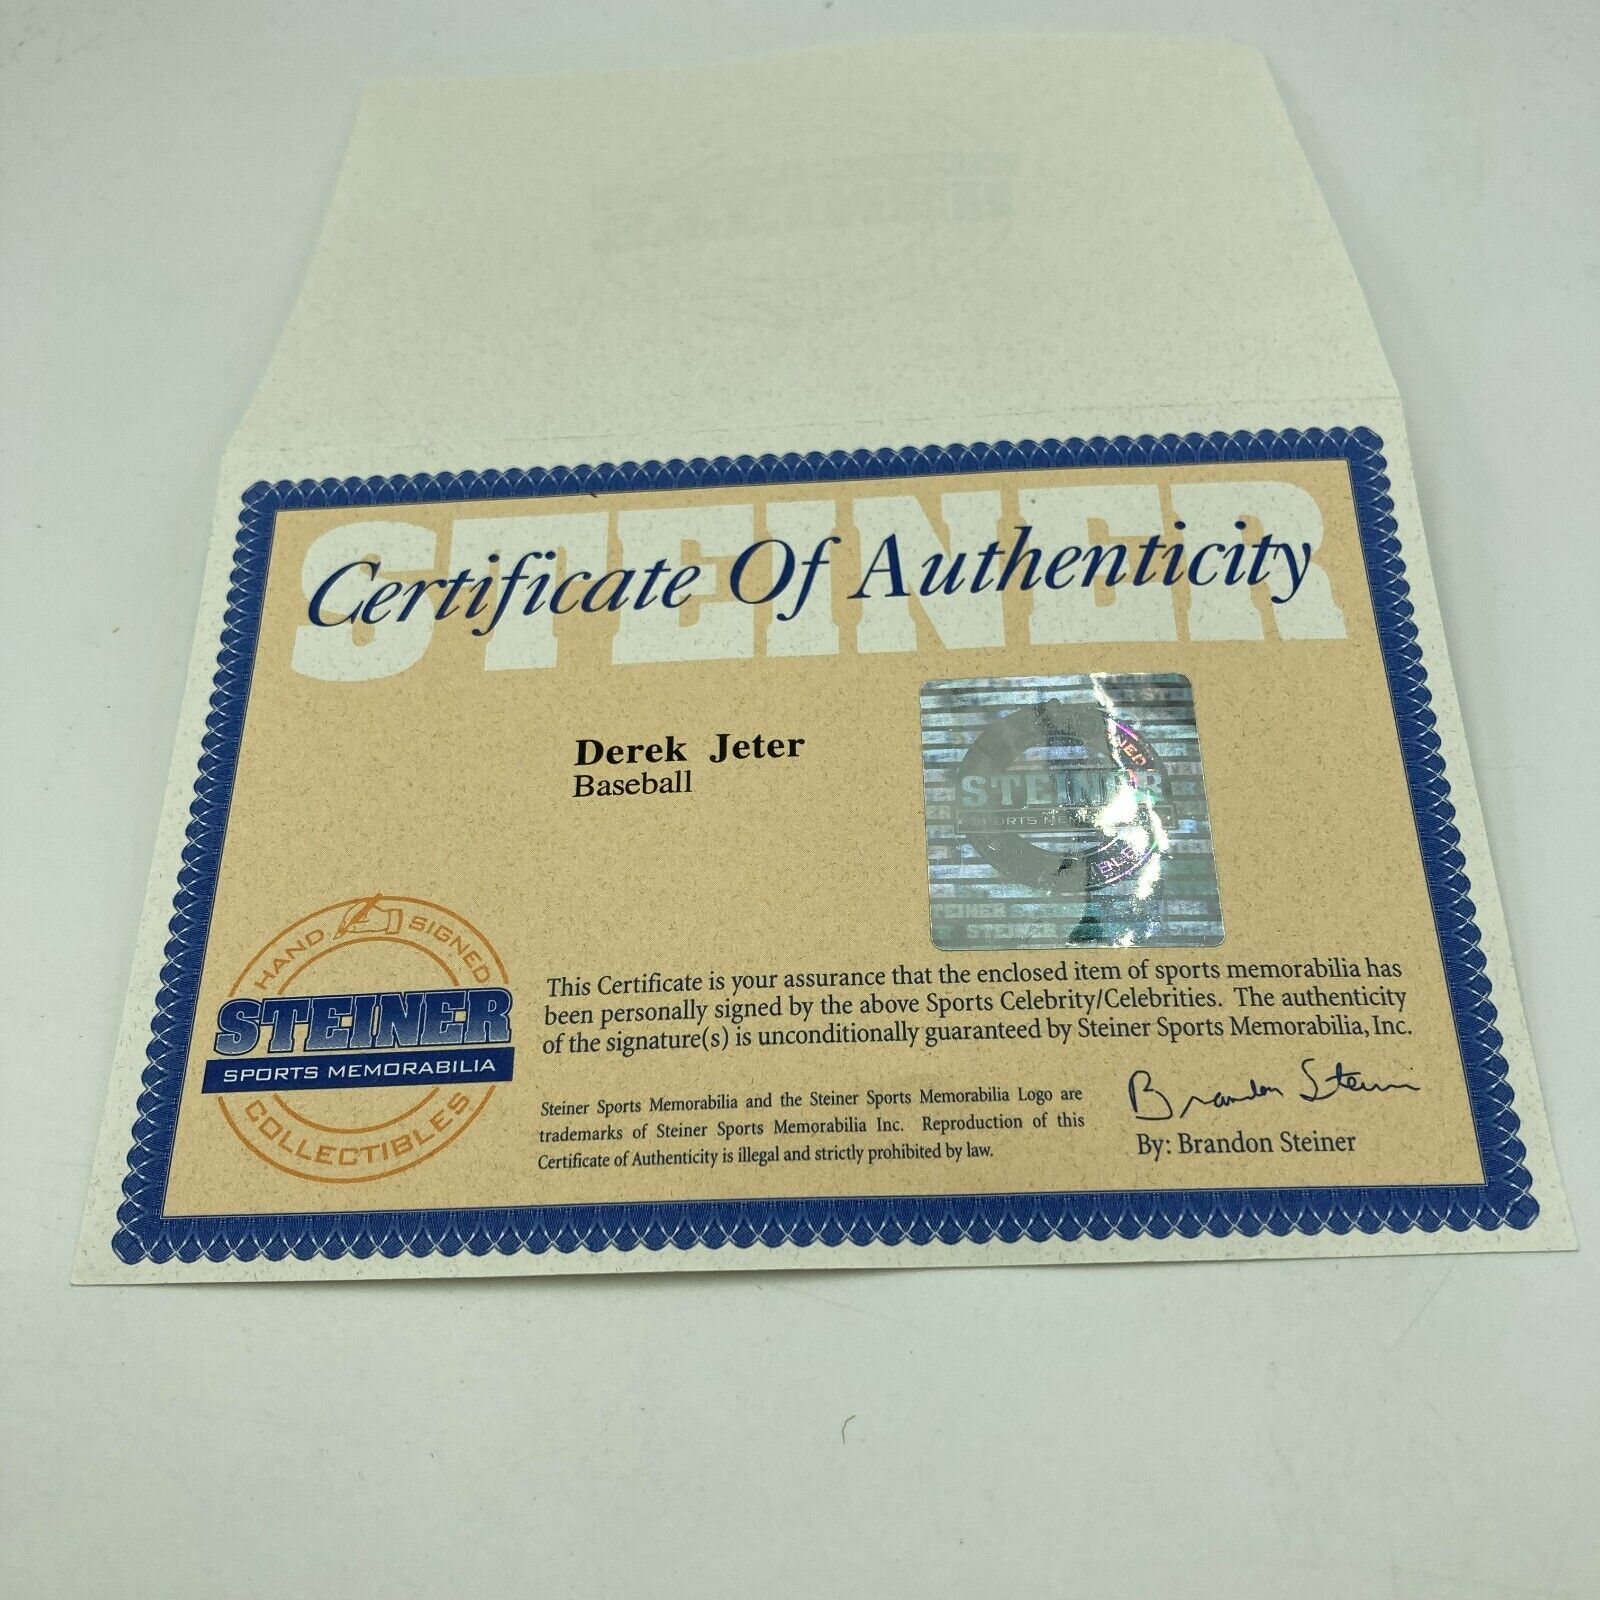 STEINER
Certificate Of Authenticity
Derek Jeter
Baseball
STEINER
SPORTS MEMORABILIA
HAND SIGNED
STEINER
SPORTS MEMORABILIA
COLLECTIBLES
This Certificate is your assurance that the enclosed item of sports memorabilia has
been personally signed by the above Sports Celebrity/Celebrities. The authenticity
of the signature(s) is unconditionally guaranteed by Steiner Sports Memorabilia, Inc.
Steiner Sports Memorabilia and the Steiner Sports Memorabilia Logo are
trademarks of Steiner Sports Memorabilia Inc. Reproduction of this
Certificate of Authenticity is illegal and strictly prohibited by law.
Brandon Steiner
By: Brandon Steiner